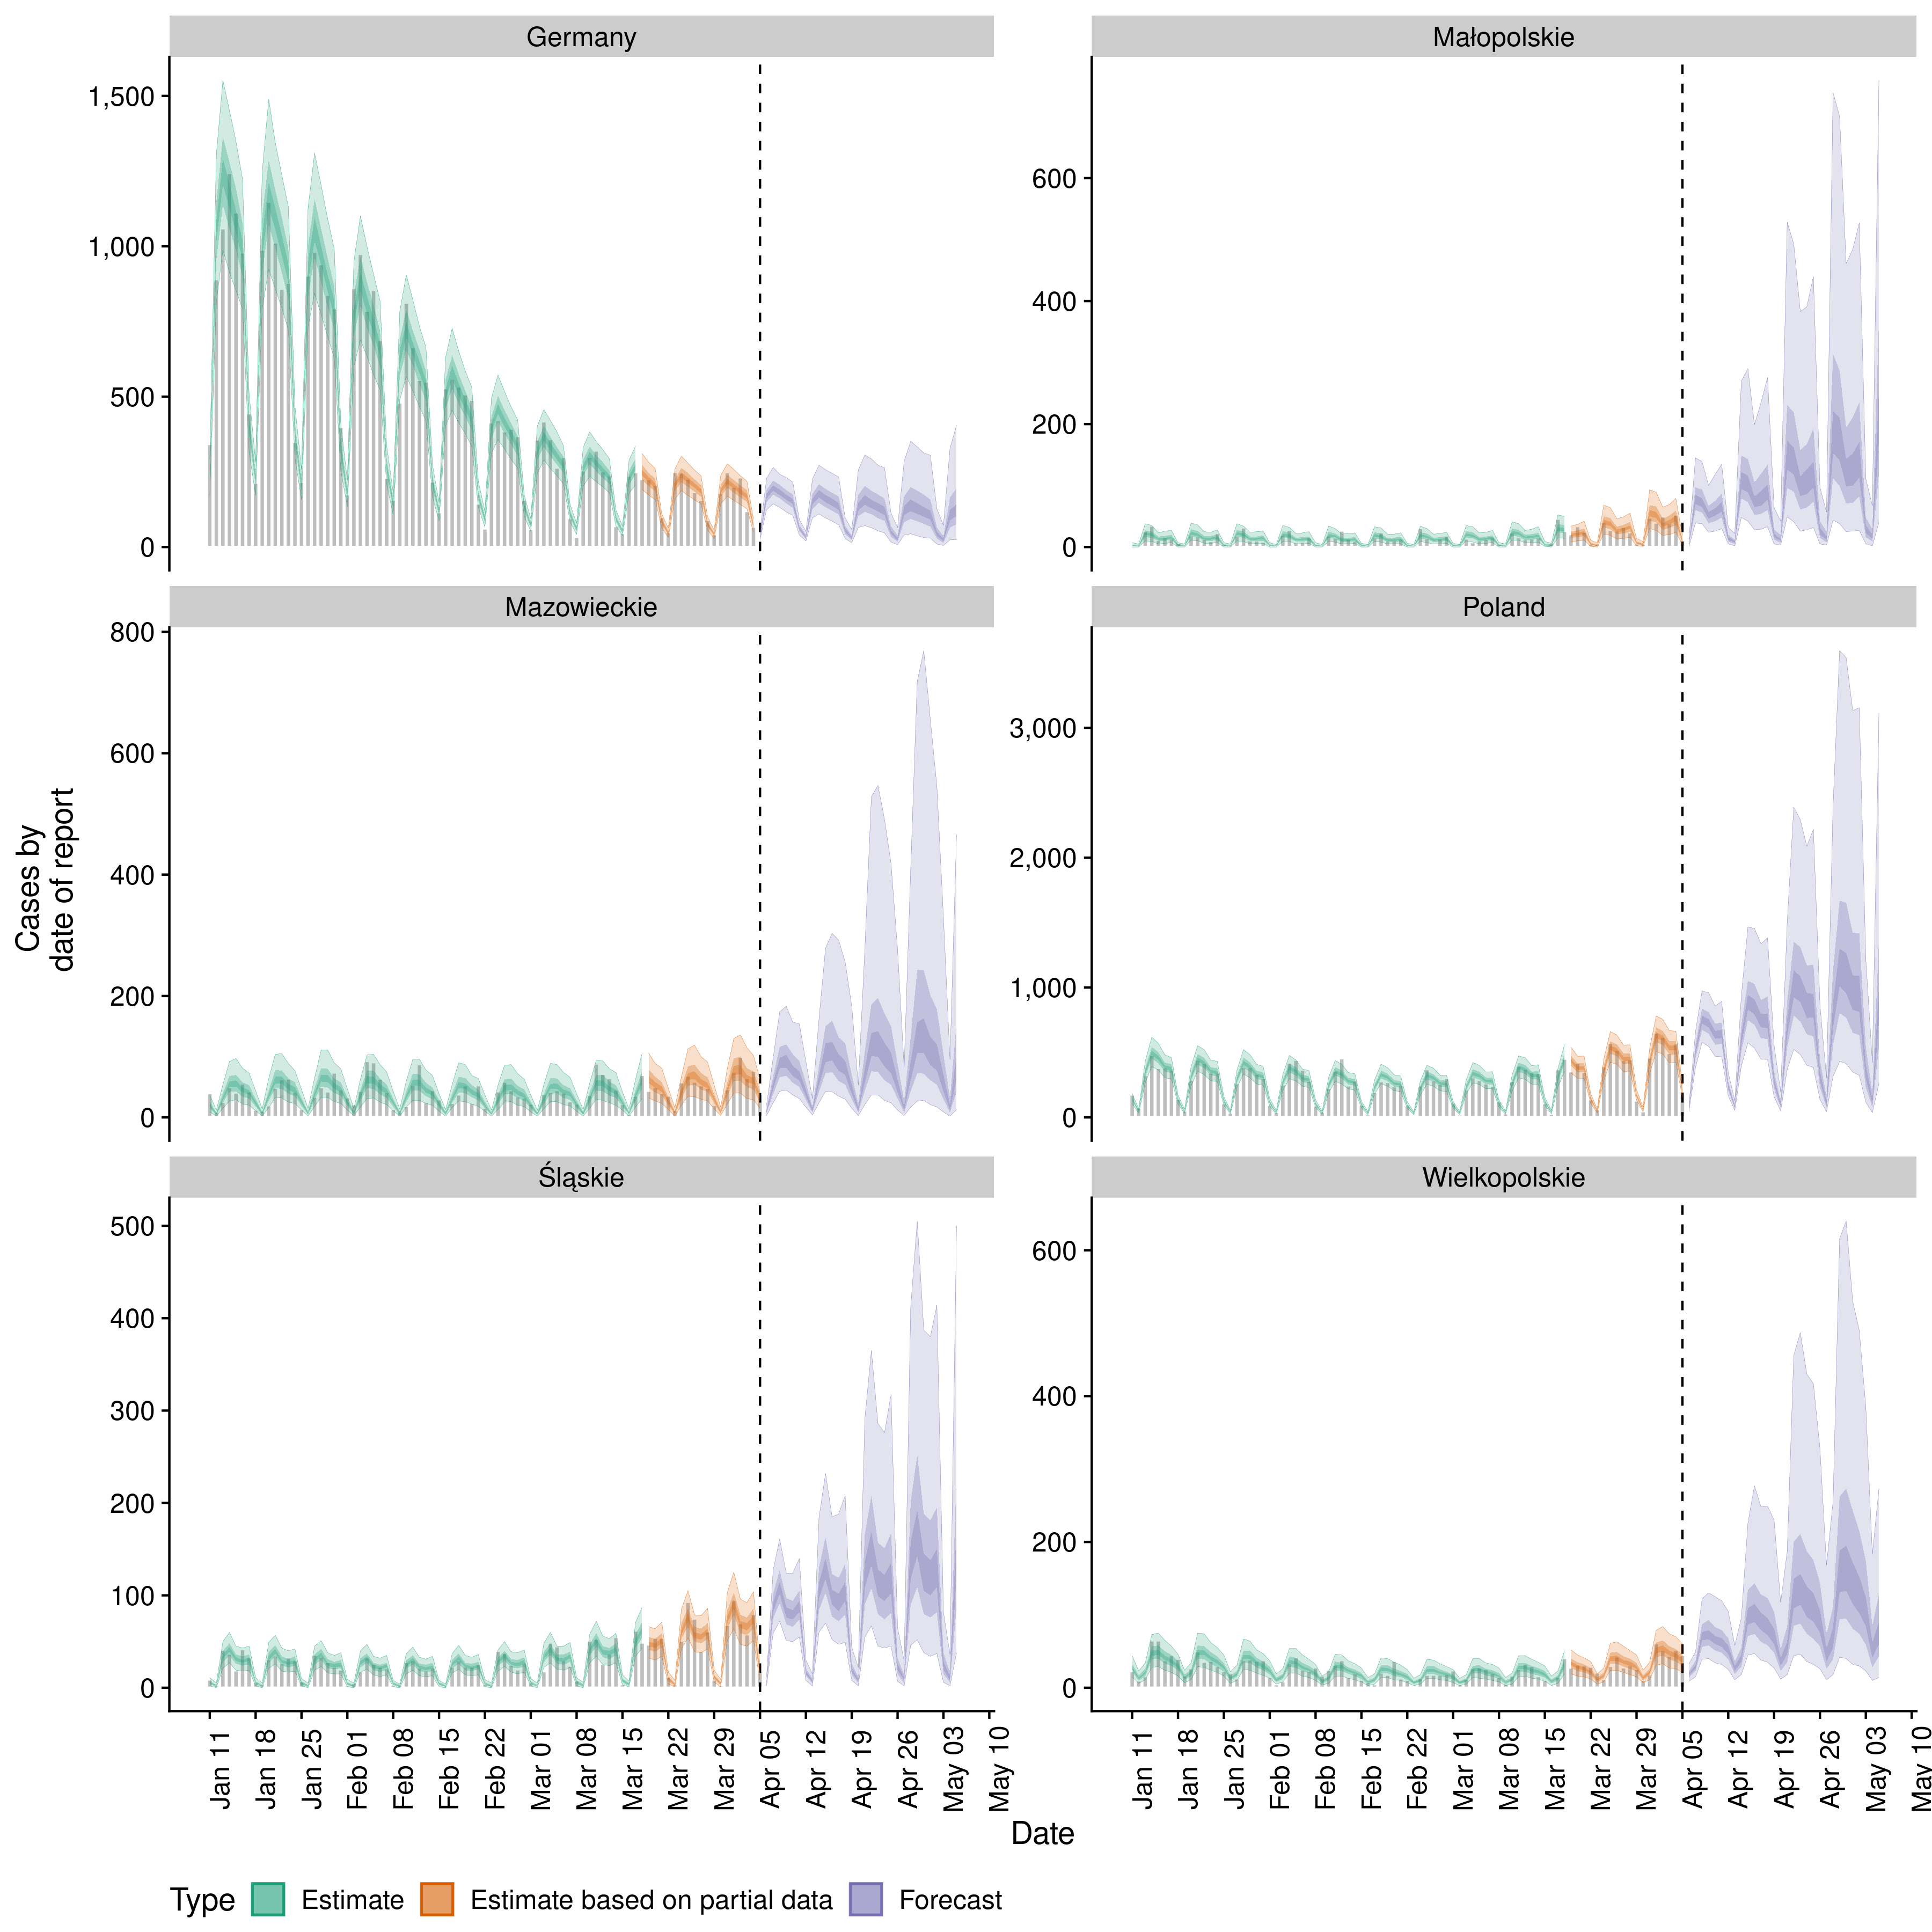 Germany
Małopolskie
1,500
1,000
500
0
600
400
200
0
Mazowieckie
Poland
800
600
400
200
0
3,000
2,000
1,000
0
Śląskie
Wielkopolskie
500
400
300
200
100
0
600
400
200
0
Cases by
date of report
Jan 11
Jan 18
Jan 25
Feb 01
Feb 08
Feb 15
Feb 22
Mar 01
Mar 08
Mar 15
Mar 22
Mar 29
Apr 05
Apr 12
Apr 19
Apr 26
May 03
May 10
Jan 11
Jan 18
Jan 25
Feb 01
Feb 08
Feb 15
Feb 22
Mar 01
Mar 08
Mar 15
Mar 22
Mar 29
Apr 05
Apr 12
Apr 19
Apr 26
May 03
May 10
Date
Type Estimate Estimate based on partial data Forecast